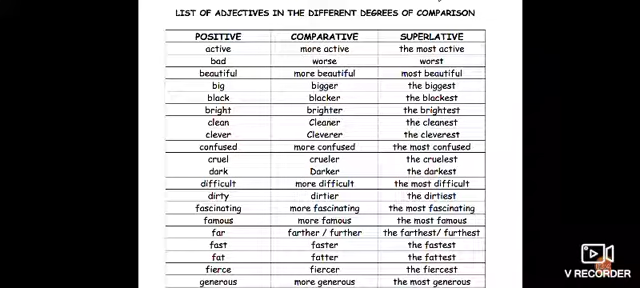 LIST OF ADJECTIVES IN THE DIFFERENT DEGREES OF COMPARISON
POSITIVE COMPARATIVE SUPERLATIVE
active more active the most active
bad worse worst
beautiful more beautiful most beautiful
big bigger the biggest
black blacker the blackest
bright brighter the brightest
clean Cleaner the cleanest
clever Cleverer the cleverest
confused more confused the most confused
cruel crueler the cruelest
dark Darker the darkest
difficult more difficult the most difficult
dirty dirtier the dirtiest
fascinating more fascinating the most fascinating
famous more famous the most famous
far farther / further the farthest/ furthest
fast faster the fastest
fat fatter the fattest
fierce fiercer the fiercest
generous more generous the most generous
V RECORDER